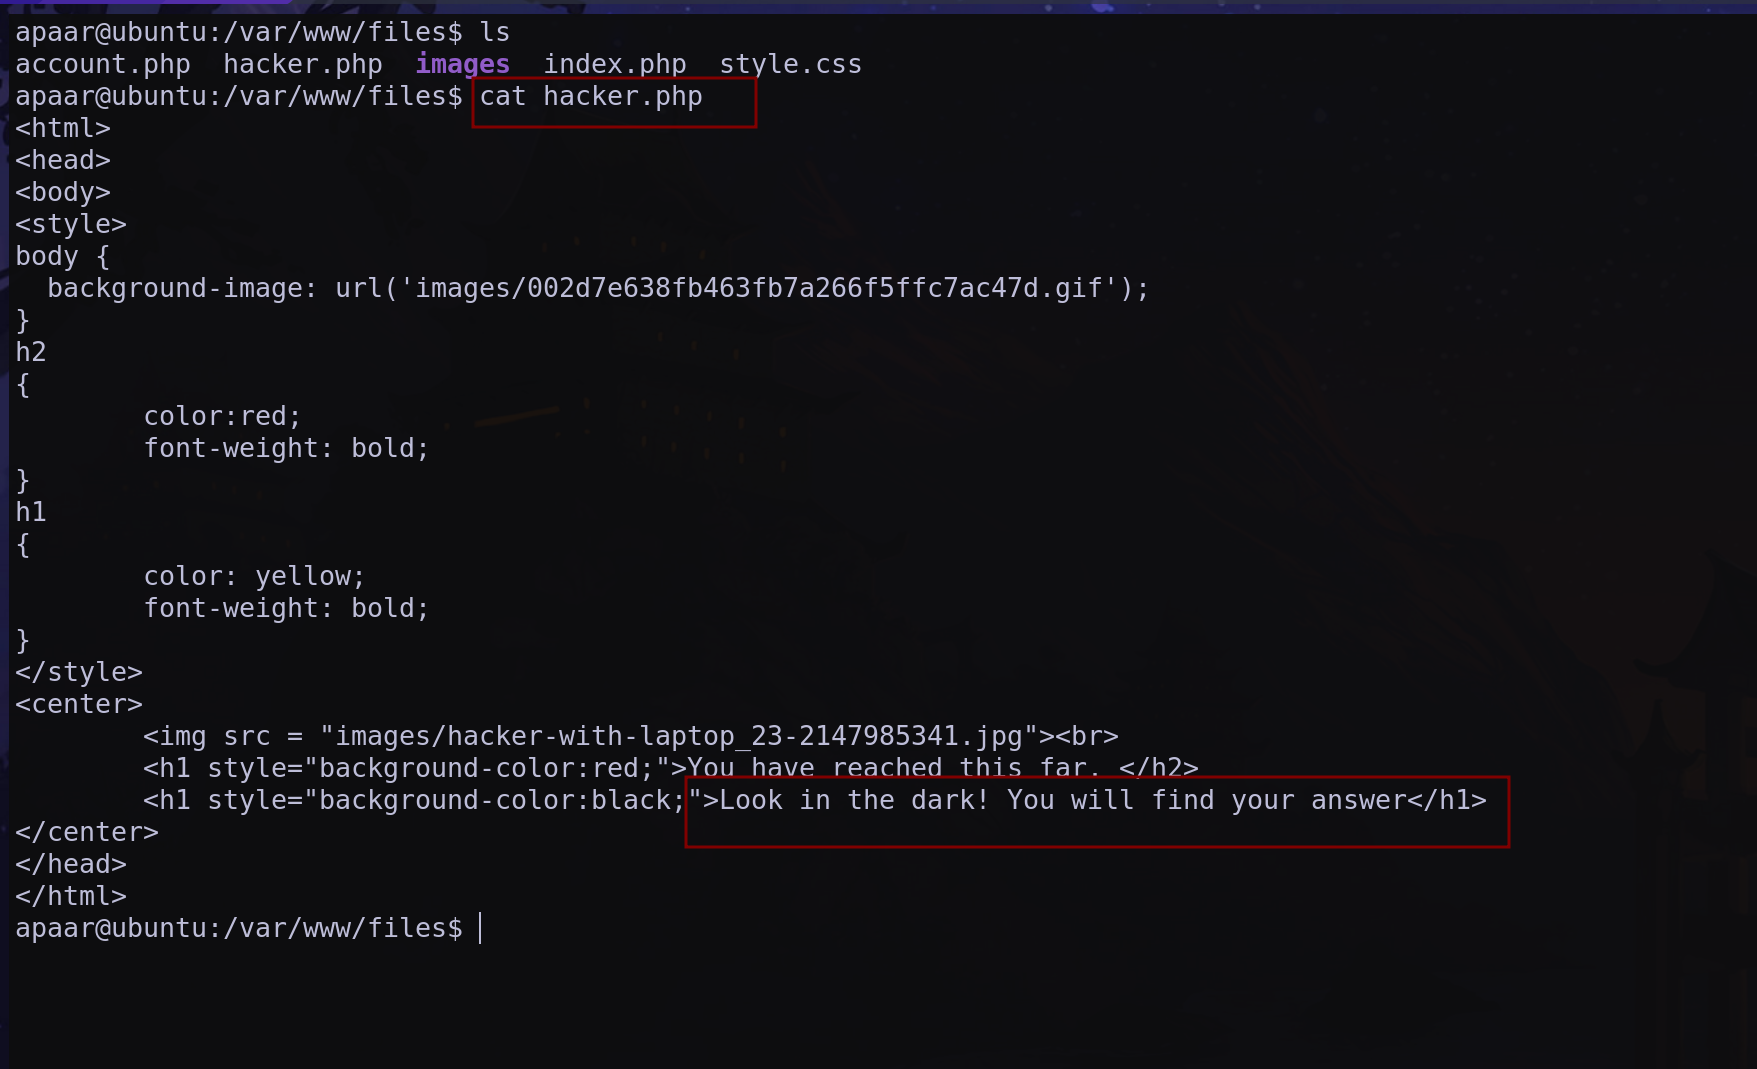 apaar@ubuntu:/var/www/files$ ls
account.php  hacker.php  images  index.php  style.css
apaar@ubuntu:/var/www/files$ cat hacker.php
<html>
<head>
<body>
<style>
body {
  background-image: url('images/002d7e638fb463fb7a266f5ffc7ac47d.gif');
}
h2
{
        color:red;
        font-weight: bold;
}
h1
{
        color: yellow;
        font-weight: bold;
}
</style>
<center>
        <img src = "images/hacker-with-laptop_23-2147985341.jpg"><br>
        <h1 style="background-color:red;">You have reached this far. </h2>
        <h1 style="background-color:black;">Look in the dark! You will find your answer</h1>
</center>
</head>
</html>
apaar@ubuntu:/var/www/files$